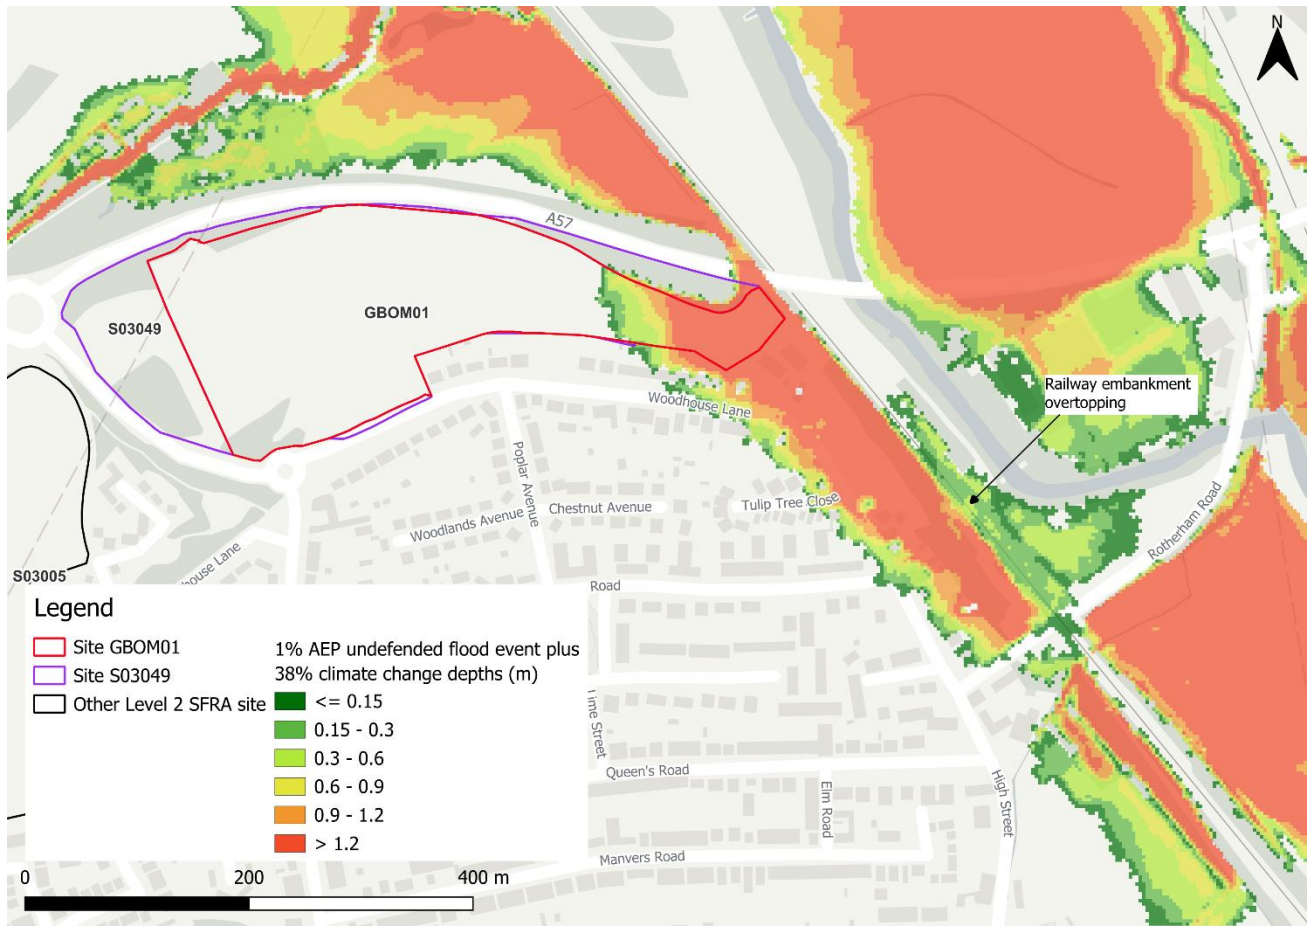 N
A57
S03049
GBOM01
Railway embankment
overtopping
Woodhouse Lane
Poplar Avenue
Chestnut Avenue
Tulip Tree Close
Woodlands Avenue
Rotherham Road
house Lane
S03005
Road
Legend
Site GBOM01
Site S03049
Other Level 2 SFRA site
1% AEP undefended flood event plus
38% climate change depths (m)
<= 0.15
0.15 - 0.3
0.3 - 0.6
0.6 - 0.9
0.9 - 1.2
> 1.2
Lime Street
Queen's Road
Elm Road
High Street
Manvers Road
0
200
400 m